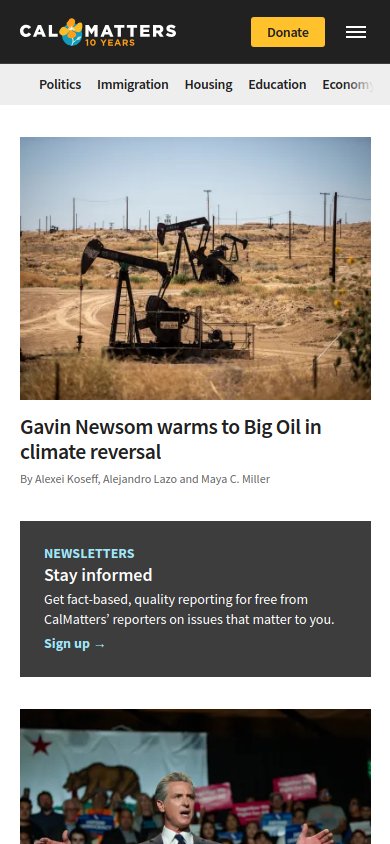 CALMATTERS
10 YEARS
Donate
Politics Immigration Housing Education Economy
Gavin Newsom warms to Big Oil in
climate reversal
By Alexei Koseff, Alejandro Lazo and Maya C. Miller
NEWSLETTERS
Stay informed
Get fact-based, quality reporting for free from
CalMatters’ reporters on issues that matter to you.
Sign up →